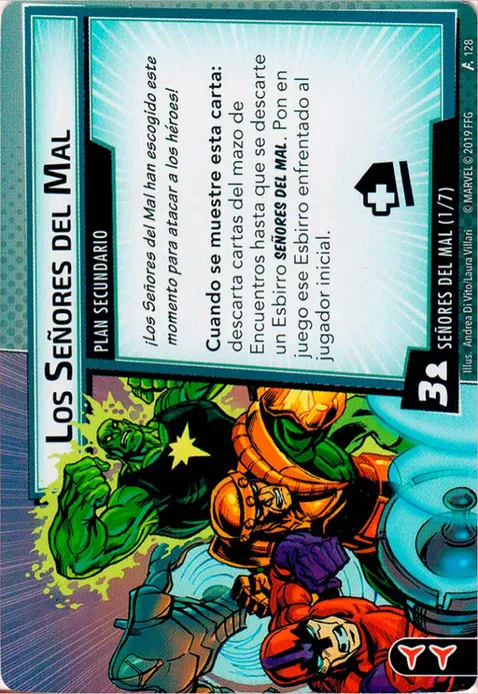 Los Señores del Mal
PLAN SECUNDARIO
¡Los Señores del Mal han escogido este
momento para atacar a los héroes!
Cuando se muestre esta carta:
descarta cartas del mazo de
Encuentros hasta que se descarte
un Esbirro SEÑORES DEL MAL. Pon en
juego ese Esbirro enfrentado al
jugador inicial.
3
SEÑORES DEL MAL (1/7)
Illus. Andrea Di Vito/Laura Villari © MARVEL © 2019 FFG 128